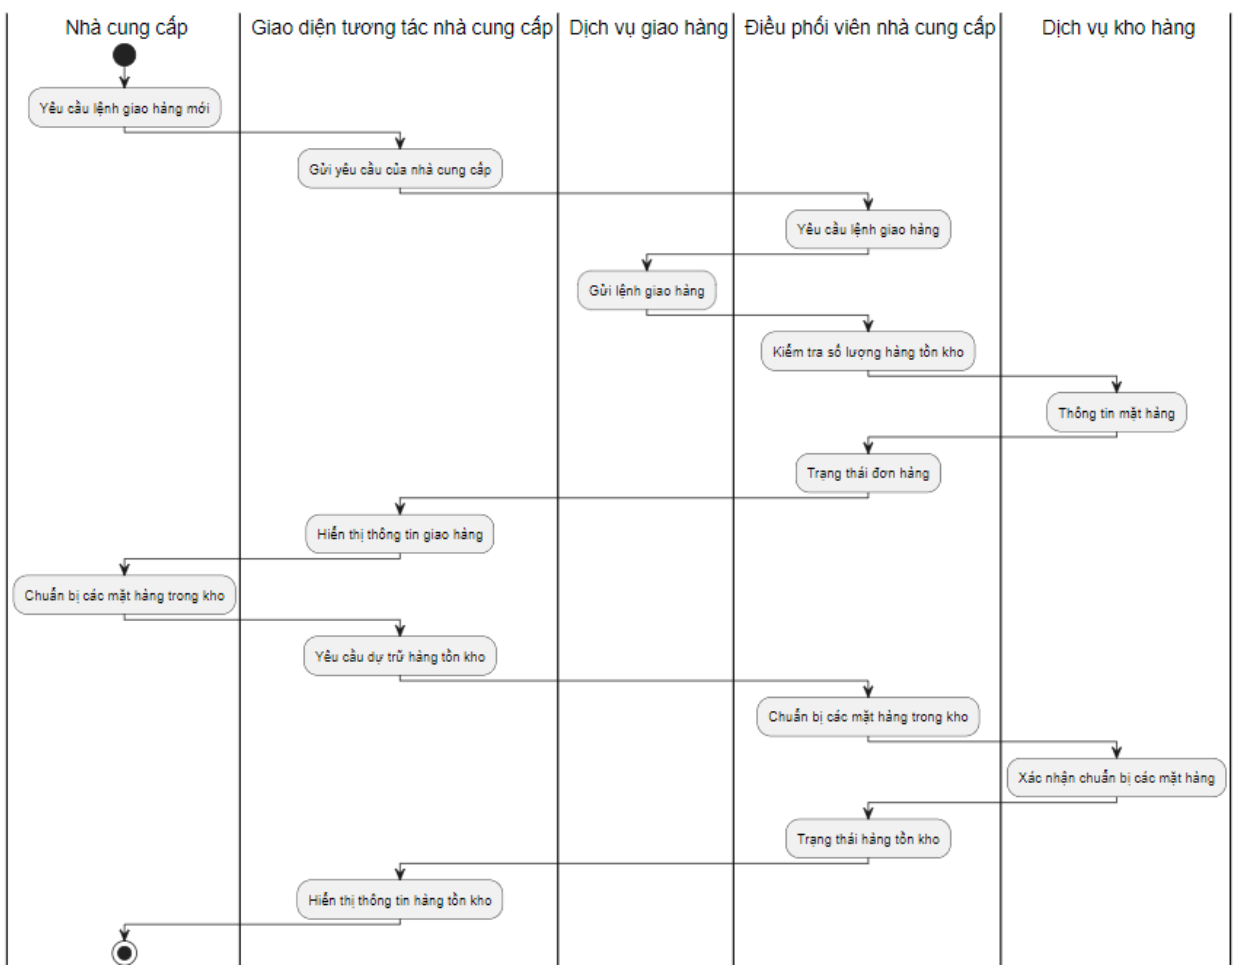 Nhà cung cấp
Giao diện tương tác nhà cung cấp
Dịch vụ giao hàng
Điều phối viên nhà cung cấp
Dịch vụ kho hàng
Yêu cầu lệnh giao hàng mới
Gửi yêu cầu của nhà cung cấp
Yêu cầu lệnh giao hàng
Gửi lệnh giao hàng
Kiểm tra số lượng hàng tồn kho
Thông tin mặt hàng
Trạng thái đơn hàng
Hiển thị thông tin giao hàng
Chuẩn bị các mặt hàng trong kho
Yêu cầu dự trữ hàng tồn kho
Chuẩn bị các mặt hàng trong kho
Xác nhận chuẩn bị các mặt hàng
Trạng thái hàng tồn kho
Hiển thị thông tin hàng tồn kho